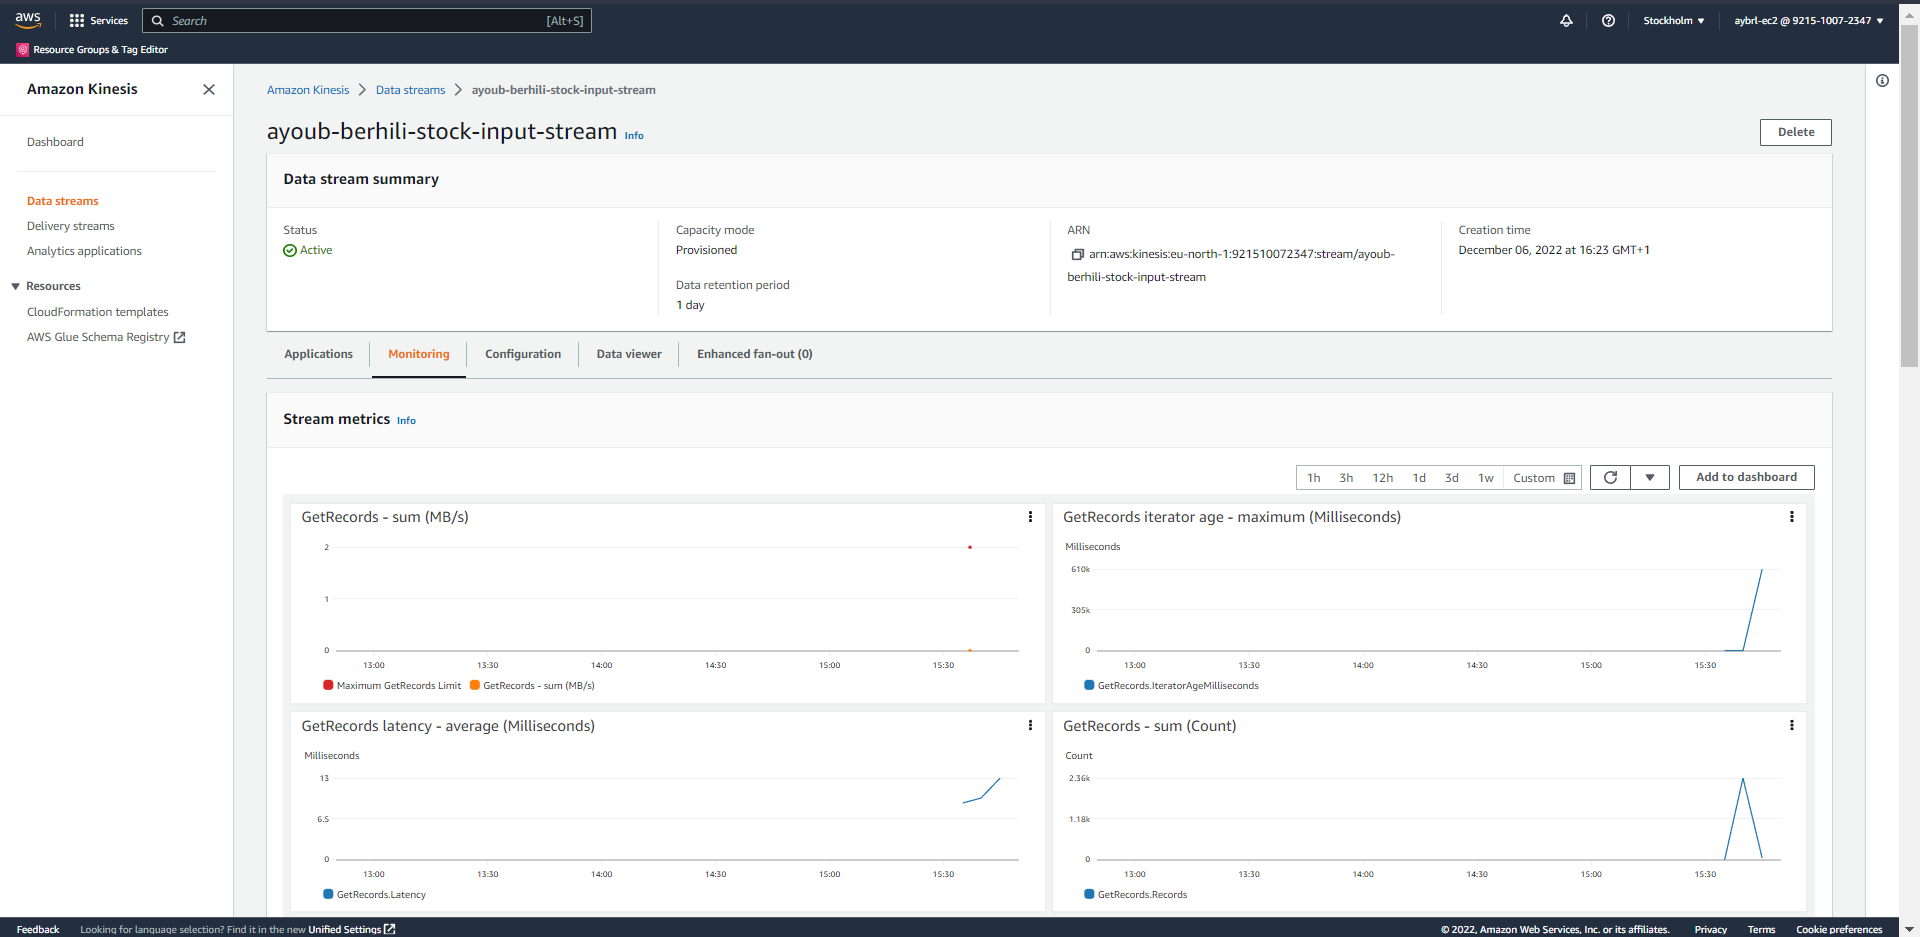 aws
Services
Search
[Alt+S]
Stockholm
aybrl-ec2 @ 9215-1007-2347
Resource Groups & Tag Editor
Amazon Kinesis
Dashboard
Data streams
Delivery streams
Analytics applications
Resources
CloudFormation templates
AWS Glue Schema Registry
Amazon Kinesis
Data streams
ayoub-berhili-stock-input-stream
ayoub-berhili-stock-input-stream Info
Delete
Data stream summary
Status
Active
Capacity mode
Provisioned
Data retention period
1 day
ARN
arn:aws:kinesis:eu-north-1:921510072347:stream/ayoub-
berhili-stock-input-stream
Creation time
December 06, 2022 at 16:23 GMT+1
Applications
Monitoring
Configuration
Data viewer
Enhanced fan-out (0)
Stream metrics Info
1h 3h 12h 1d 3d 1w Custom
Add to dashboard
GetRecords - sum (MB/s)
2
1
0
13:00 13:30 14:00 14:30 15:00 15:30
Maximum GetRecords Limit GetRecords - sum (MB/s)
GetRecords iterator age - maximum (Milliseconds)
Milliseconds
610k
305k
0
13:00 13:30 14:00 14:30 15:00 15:30
GetRecords.IteratorAgeMilliseconds
GetRecords latency - average (Milliseconds)
Milliseconds
13
6.5
0
13:00 13:30 14:00 14:30 15:00 15:30
GetRecords.Latency
GetRecords - sum (Count)
Count
2.36k
1.18k
0
13:00 13:30 14:00 14:30 15:00 15:30
GetRecords.Records
Feedback
Looking for language selection? Find it in the new Unified Settings
© 2022, Amazon Web Services, Inc. or its affiliates.
Privacy
Terms
Cookie preferences